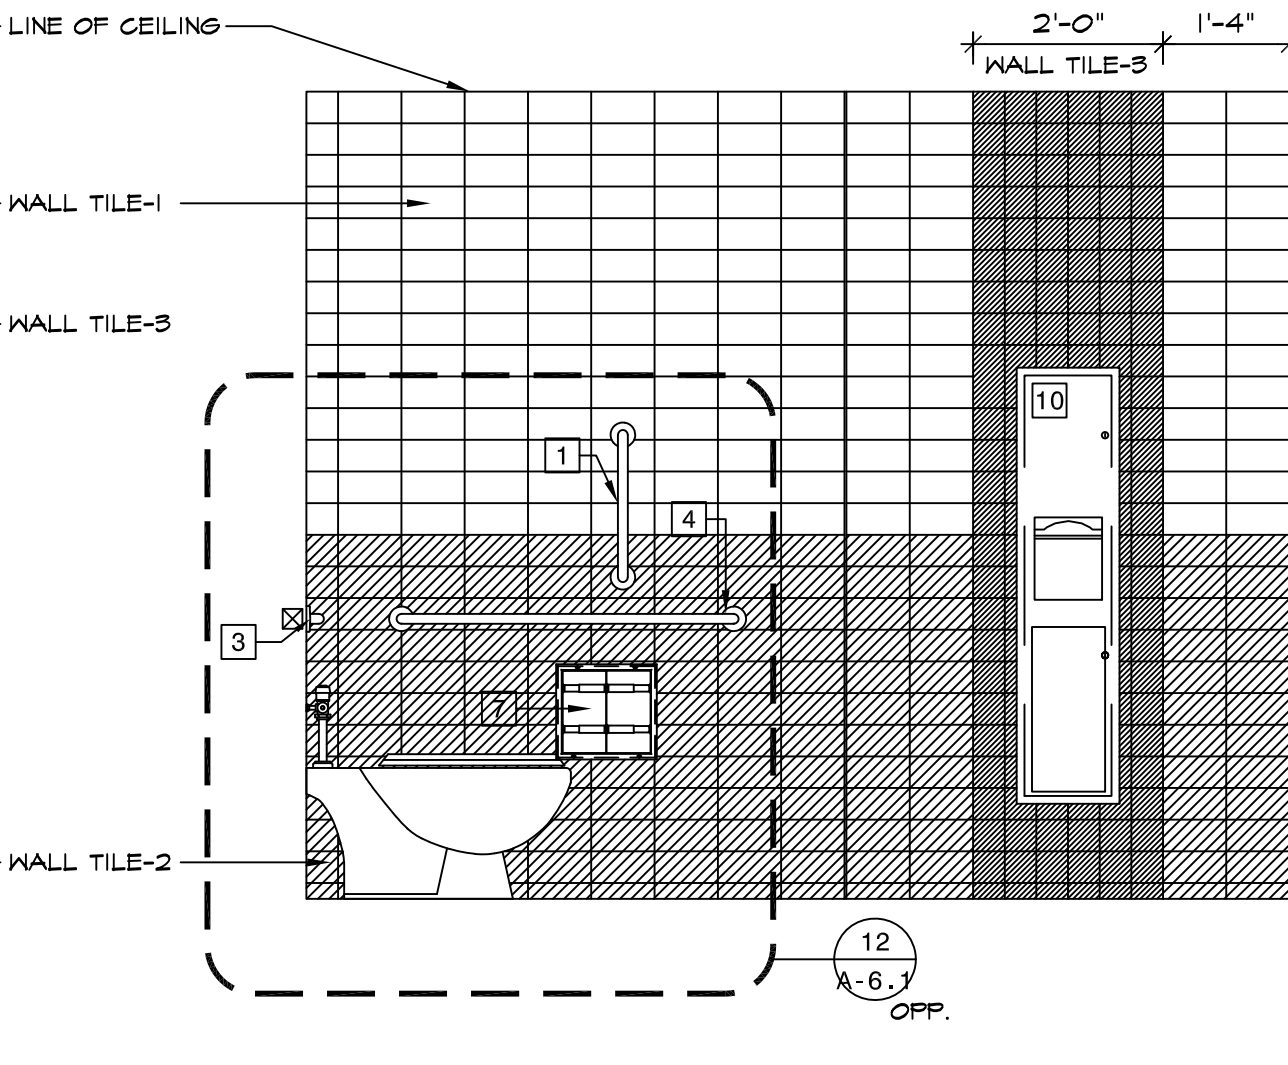 LINE OF CEILING
2'-0"
1'-4"
WALL TILE-3
WALL TILE-1
WALL TILE-3
10
1
4
3
7
WALL TILE-2
12
A-6.1
OPP.